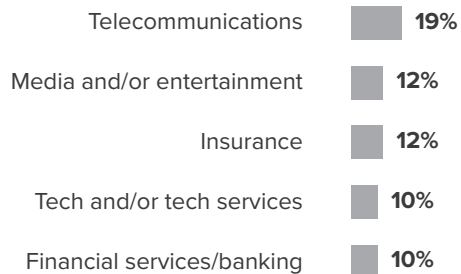 Telecommunications 19%
Media and/or entertainment 12%
Insurance 12%
Tech and/or tech services 10%
Financial services/banking 10%